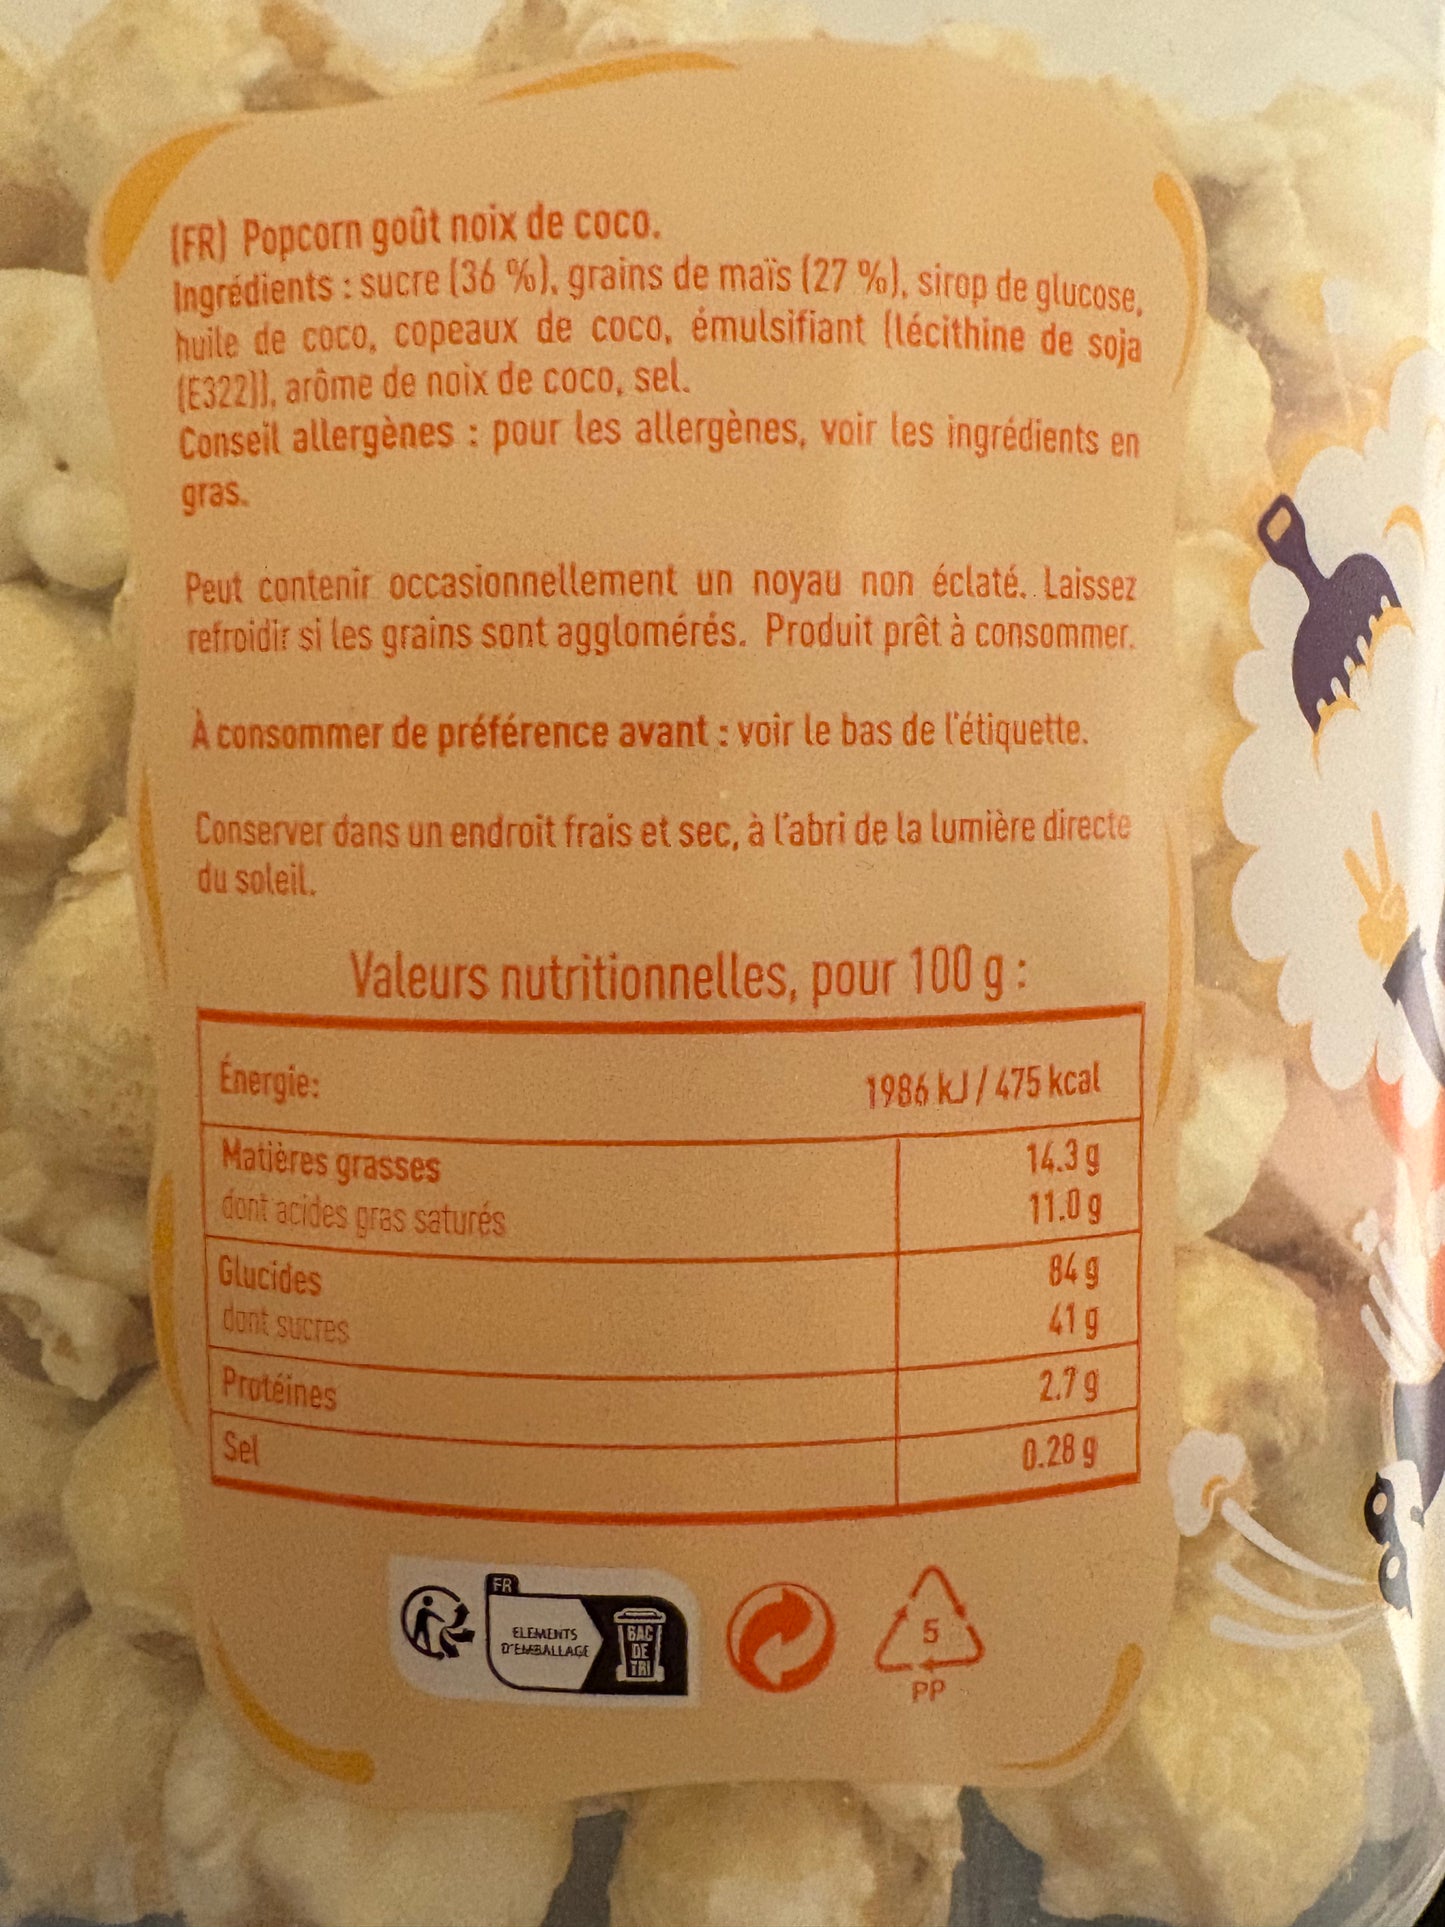 (FR) Popcorn goût noix de coco.
Ingrédients : sucre (36 %), grains de maïs (27 %), sirop de glucose,
huile de coco, copeaux de coco, émulsifiant (lécithine de soja
(E322)), arôme de noix de coco, sel.
Conseil allergènes : pour les allergènes, voir les ingrédients en
gras.
Peut contenir occasionnellement un noyau non éclaté. Laissez
refroidir si les grains sont agglomérés. Produit prêt à consommer.
À consommer de préférence avant : voir le bas de l'étiquette.
Conserver dans un endroit frais et sec, à l'abri de la lumière directe
du soleil.
Valeurs nutritionnelles, pour 100 g :
Énergie: 1986 kJ / 475 kcal
Matières grasses 14.3 g
dont acides gras saturés 11.0 g
Glucides 84 g
dont sucres 41 g
Protéines 2.7 g
Sel 0.28 g
FR
ELEMENTS
D'EMBALLAGE
BAC
DE
TRI
5
PP